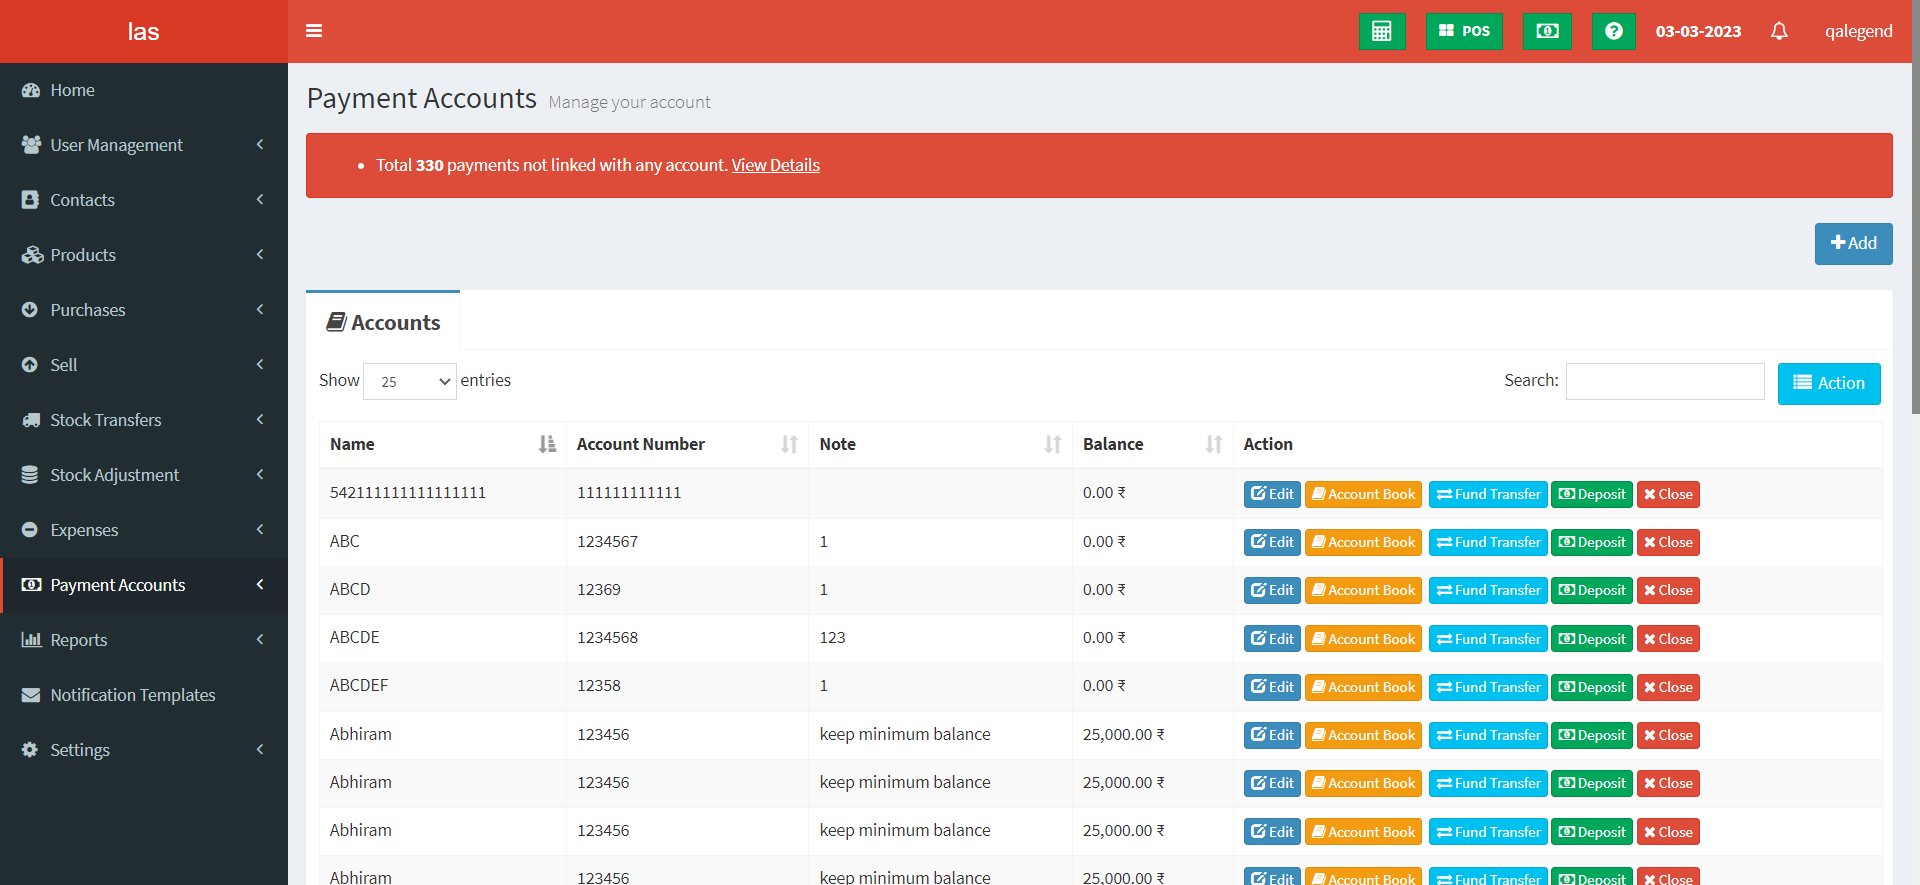 las
POS
03-03-2023
qalegend
Home
User Management
Contacts
Products
Purchases
Sell
Stock Transfers
Stock Adjustment
Expenses
Payment Accounts
Reports
Notification Templates
Settings
Payment Accounts Manage your account
Total 330 payments not linked with any account. View Details
Add
Accounts
Show 25 entries
Search:
Action
Name Account Number Note Balance Action
542111111111111111 111111111111 0.00 ₹ Edit Account Book Fund Transfer Deposit Close
ABC 1234567 1 0.00 ₹ Edit Account Book Fund Transfer Deposit Close
ABCD 12369 1 0.00 ₹ Edit Account Book Fund Transfer Deposit Close
ABCDE 1234568 123 0.00 ₹ Edit Account Book Fund Transfer Deposit Close
ABCDEF 12358 1 0.00 ₹ Edit Account Book Fund Transfer Deposit Close
Abhiram 123456 keep minimum balance 25,000.00 ₹ Edit Account Book Fund Transfer Deposit Close
Abhiram 123456 keep minimum balance 25,000.00 ₹ Edit Account Book Fund Transfer Deposit Close
Abhiram 123456 keep minimum balance 25,000.00 ₹ Edit Account Book Fund Transfer Deposit Close
Abhiram 123456 keep minimum balance 25,000.00 ₹ Edit Account Book Fund Transfer Deposit Close